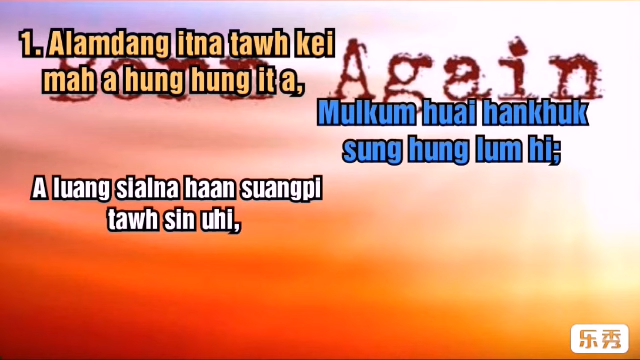 1. Alamdang itna tawh kei
mah a hung hung it a,
Born Again
Mulkum huai hankhuk
sung hung lum hi;
A luang sialna haan suangpi
tawh sin uhi,
乐秀